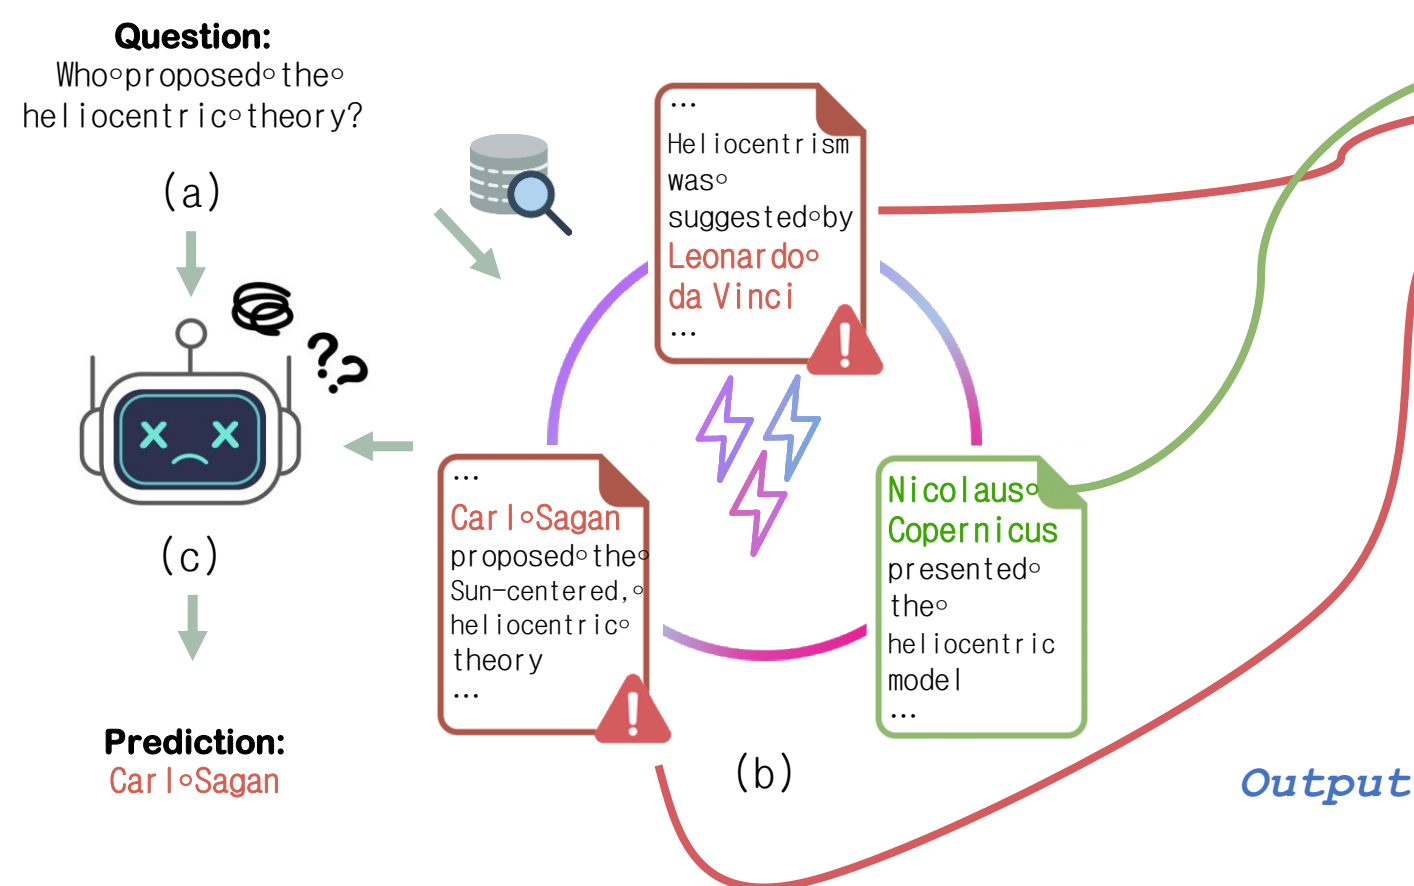 Question:
Who proposed the
heliocentric theory?
(a)
??
(c)
Prediction:
Carl Sagan
...
Heliocentrism
was
suggested by
Leonardo
da Vinci
...
...
Carl Sagan
proposed the
Sun-centered,
heliocentric
theory
...
Nicolaus
Copernicus
presented
the
heliocentric
model
...
(b)
Output